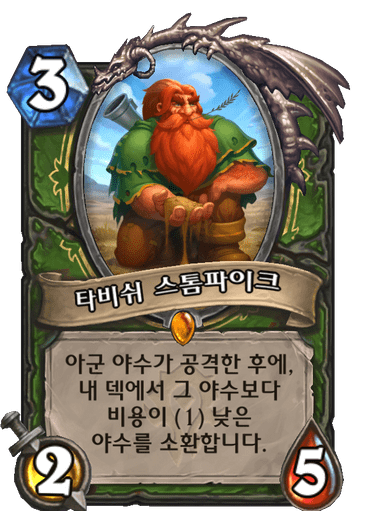 3
타비쉬 스톰파이크
아군 야수가 공격한 후에,
내 덱에서 그 야수보다
비용이 (1) 낮은
야수를 소환합니다.
2
5